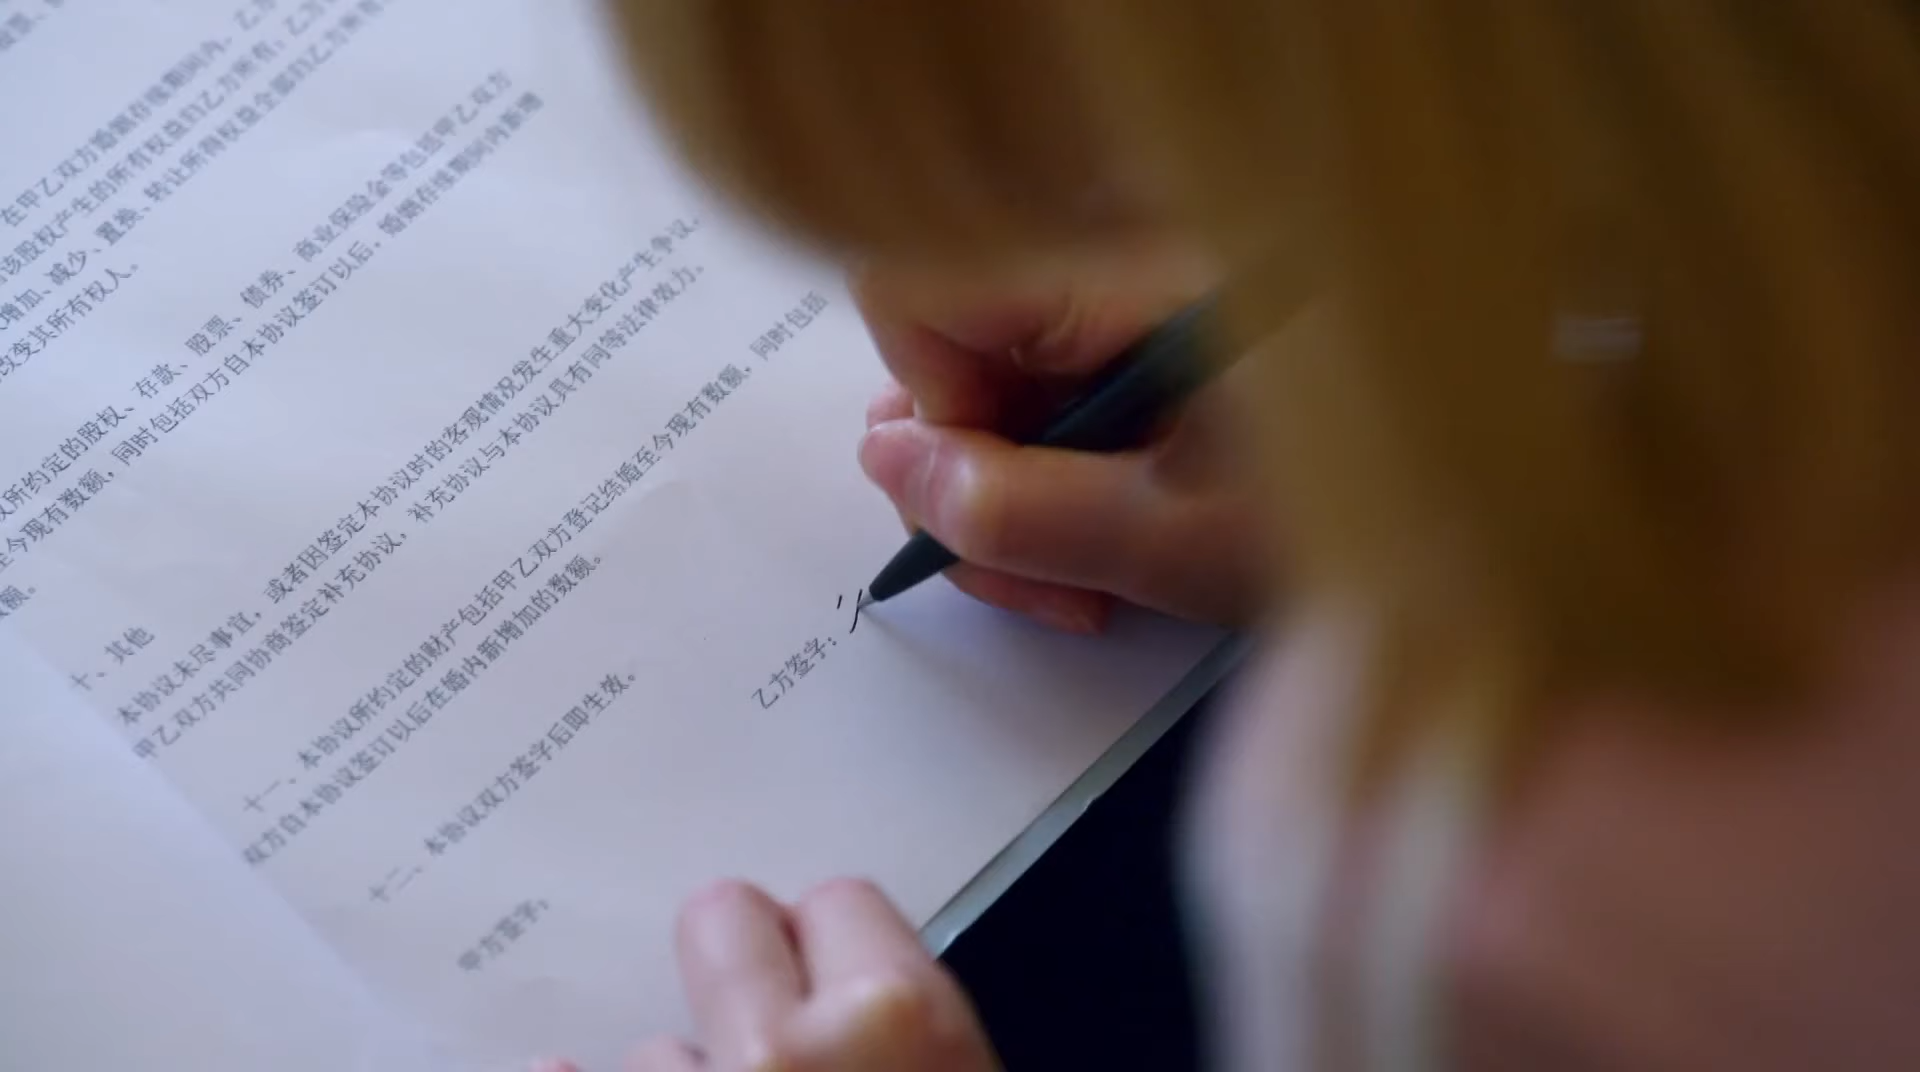 在甲乙双方婚姻存续期间内,乙方
该股权产生的所有权益归乙方所有,乙方
增加、减少、置换、转让所得权益全部归乙方所有
改变其所有权人。
所约定的股权、存款、股票、债券、商业保险金等包括甲乙双方
至今现有数额,同时包括双方自本协议签订以后,婚姻存续期间内新增
额。
十、其他
本协议未尽事宜,或者因签定本协议时的客观情况发生重大变化产生争议,
甲乙双方共同协商签定补充协议,补充协议与本协议具有同等法律效力。
十一、本协议所约定的财产包括甲乙双方登记结婚至今现有数额,同时包括
双方自本协议签订以后在婚内新增加的数额。
十二、本协议双方签字后即生效。
甲方签字:
乙方签字: